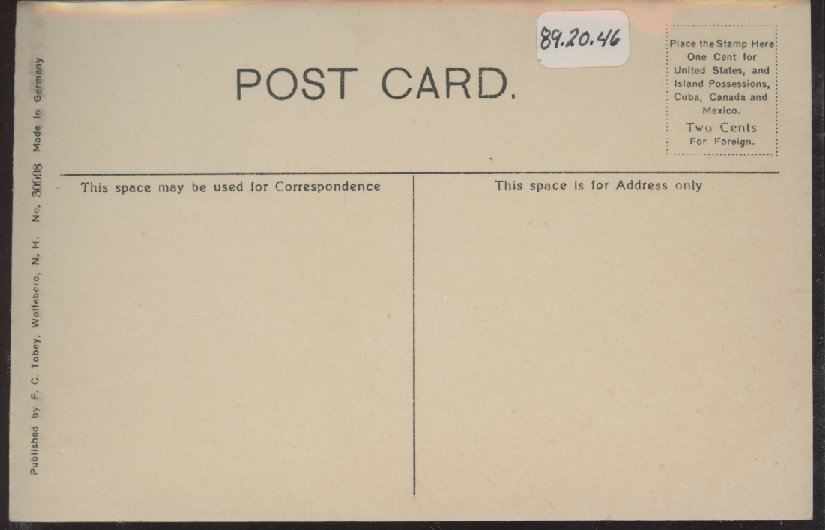 89.20.46
POST CARD.
Place the Stamp Here
One Cent for
United States, and
Island Possessions,
Cuba, Canada and
Mexico.
Two Cents
For Foreign.
This space may be used for Correspondence
This space is for Address only
Published by F. C. Tobey, Wolfeboro, N. H. No. Made in Germany